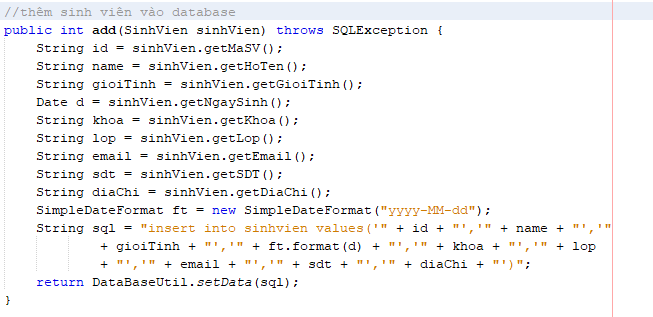 //thêm sinh viên vào database
public int add(SinhVien sinhVien) throws SQLException {
    String id = sinhVien.getMaSV();
    String name = sinhVien.getHoTen();
    String gioiTinh = sinhVien.getGioiTinh();
    Date d = sinhVien.getNgaySinh();
    String khoa = sinhVien.getKhoa();
    String lop = sinhVien.getLop();
    String email = sinhVien.getEmail();
    String sdt = sinhVien.getSDT();
    String diaChi = sinhVien.getDiaChi();
    SimpleDateFormat ft = new SimpleDateFormat("yyyy-MM-dd");
    String sql = "insert into sinhvien values('" + id + "','" + name + "','"
            + gioiTinh + "','" + ft.format(d) + "','" + khoa + "','" + lop
            + "','" + email + "','" + sdt + "','" + diaChi + "')";
    return DataBaseUtil.setData(sql);
}